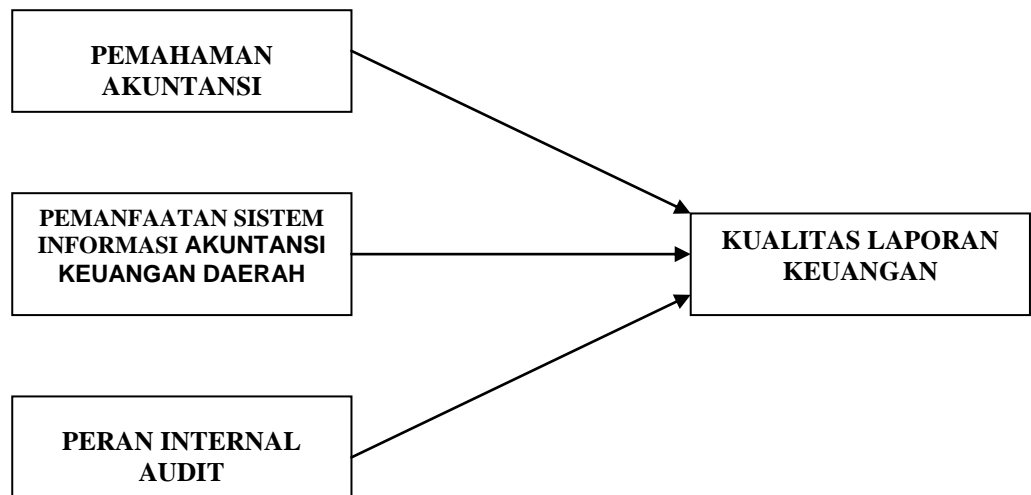 PEMAHAMAN
AKUNTANSI
PEMANFAATAN SISTEM
INFORMASI AKUNTANSI
KEUANGAN DAERAH
KUALITAS LAPORAN
KEUANGAN
PERAN INTERNAL
AUDIT